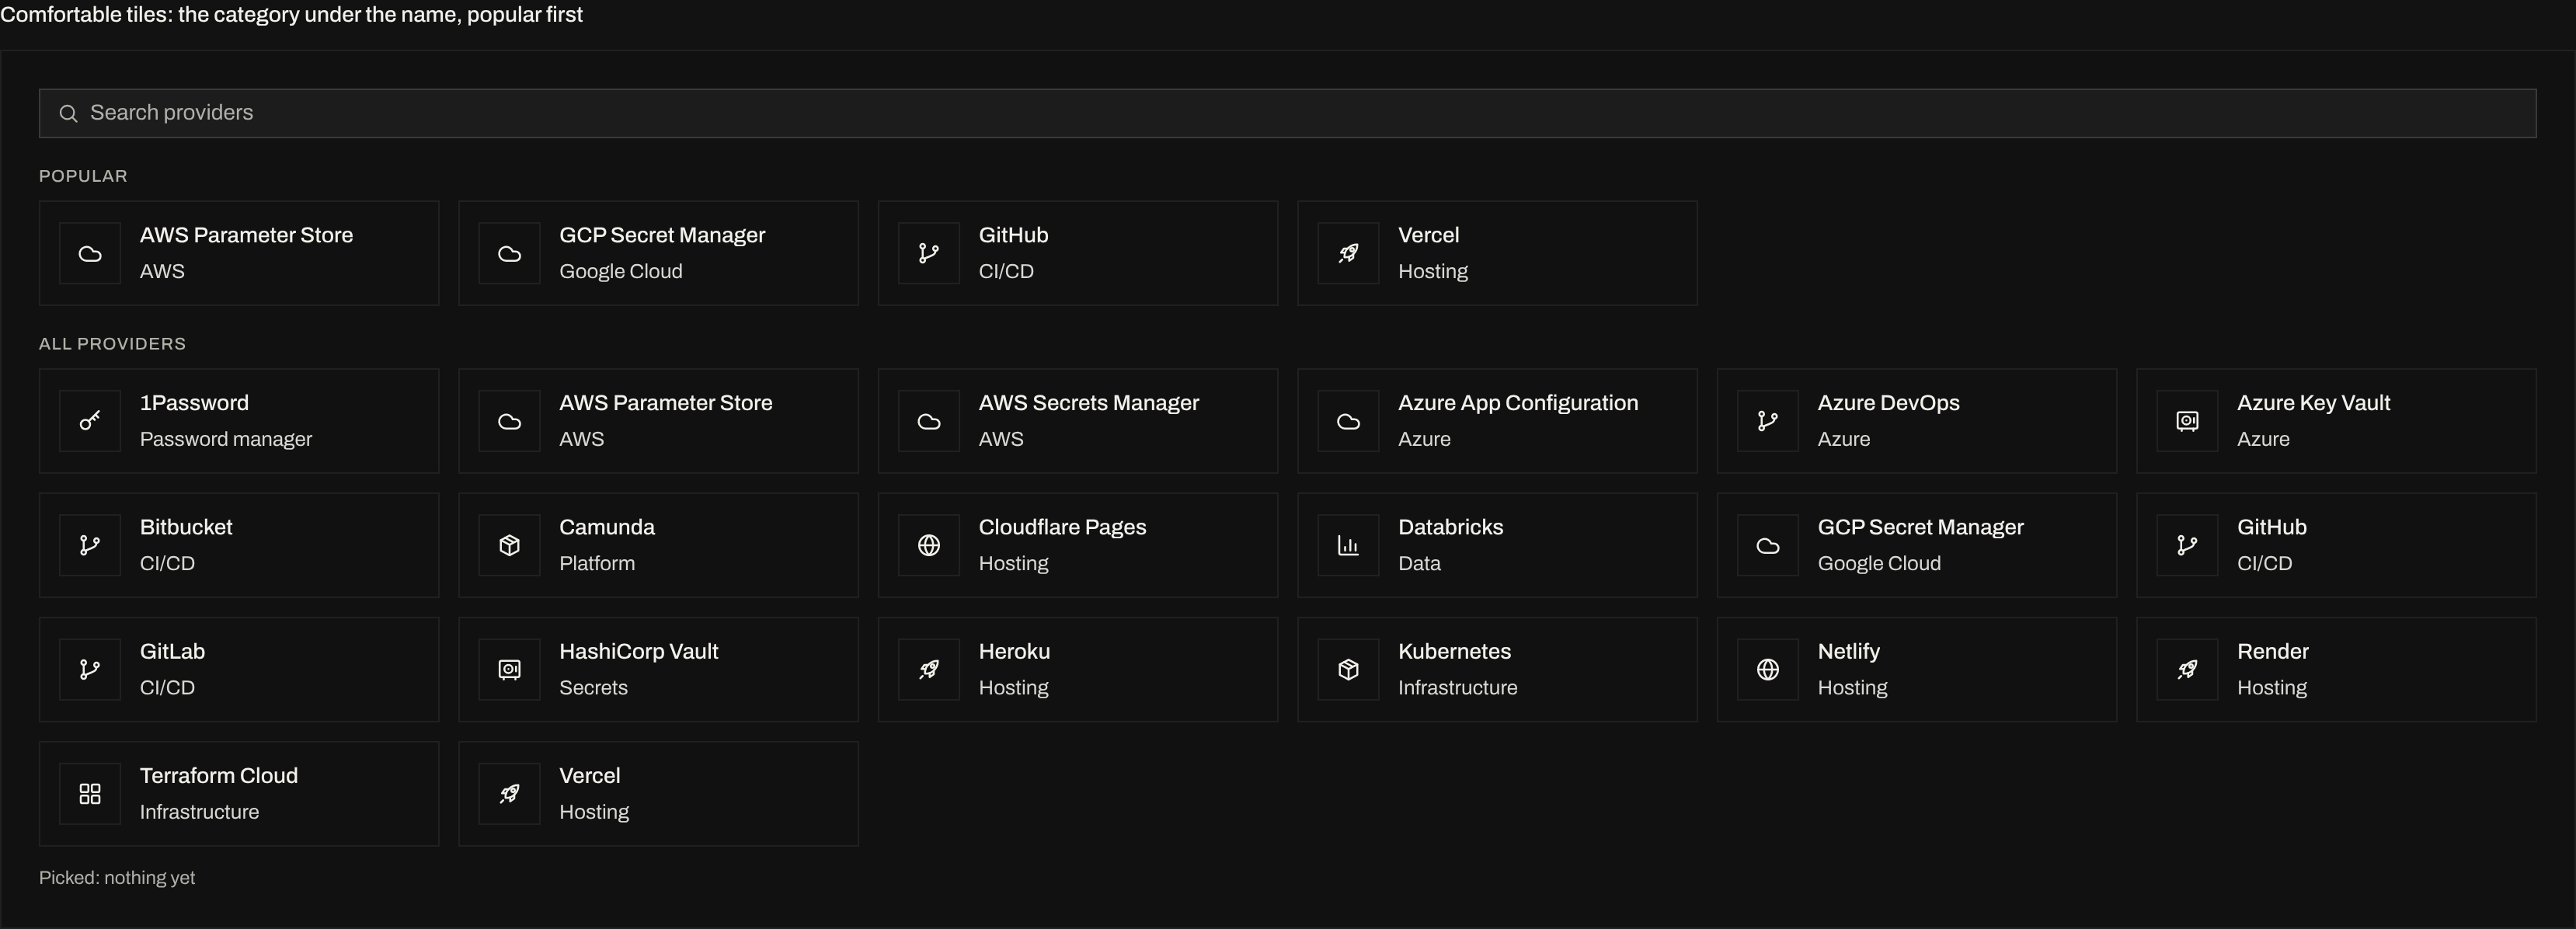 Comfortable tiles: the category under the name, popular first
Search providers
POPULAR
AWS Parameter Store
AWS
GCP Secret Manager
Google Cloud
GitHub
CI/CD
Vercel
Hosting
ALL PROVIDERS
1Password
Password manager
AWS Parameter Store
AWS
AWS Secrets Manager
AWS
Azure App Configuration
Azure
Azure DevOps
Azure
Azure Key Vault
Azure
Bitbucket
CI/CD
Camunda
Platform
Cloudflare Pages
Hosting
Databricks
Data
GCP Secret Manager
Google Cloud
GitHub
CI/CD
GitLab
CI/CD
HashiCorp Vault
Secrets
Heroku
Hosting
Kubernetes
Infrastructure
Netlify
Hosting
Render
Hosting
Terraform Cloud
Infrastructure
Vercel
Hosting
Picked: nothing yet